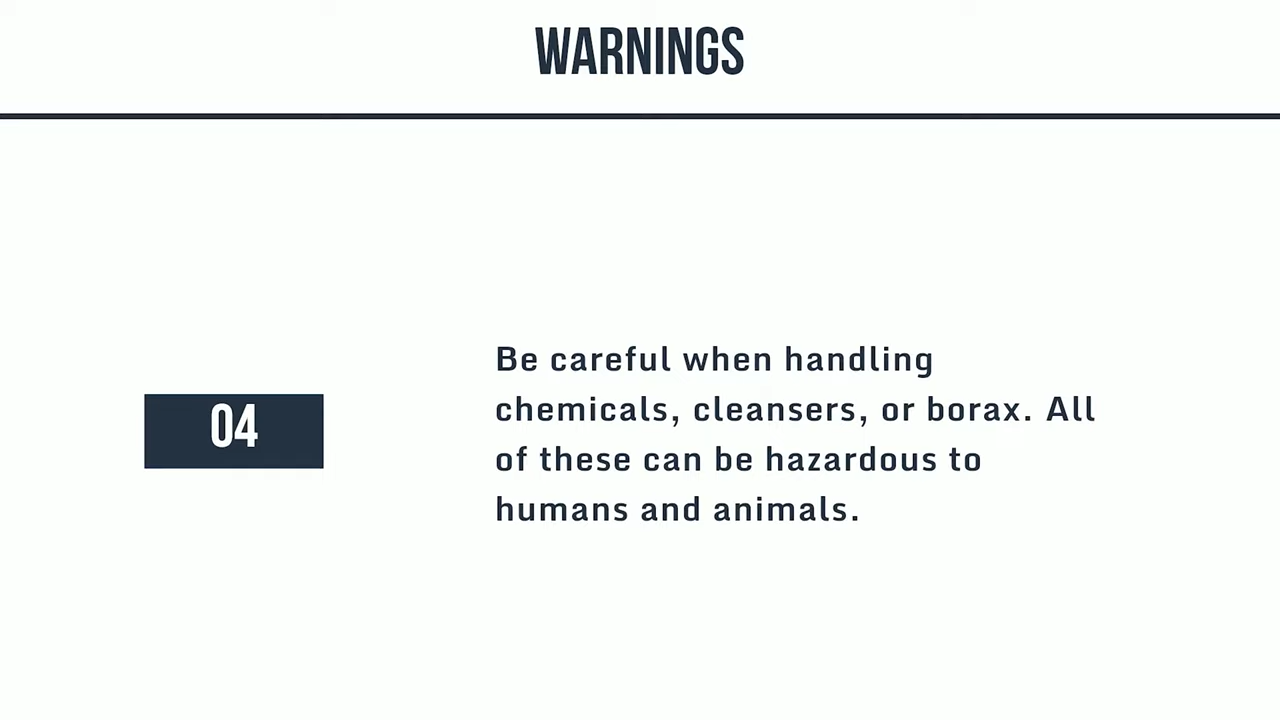 WARNINGS
04
Be careful when handling
chemicals, cleansers, or borax. All
of these can be hazardous to
humans and animals.